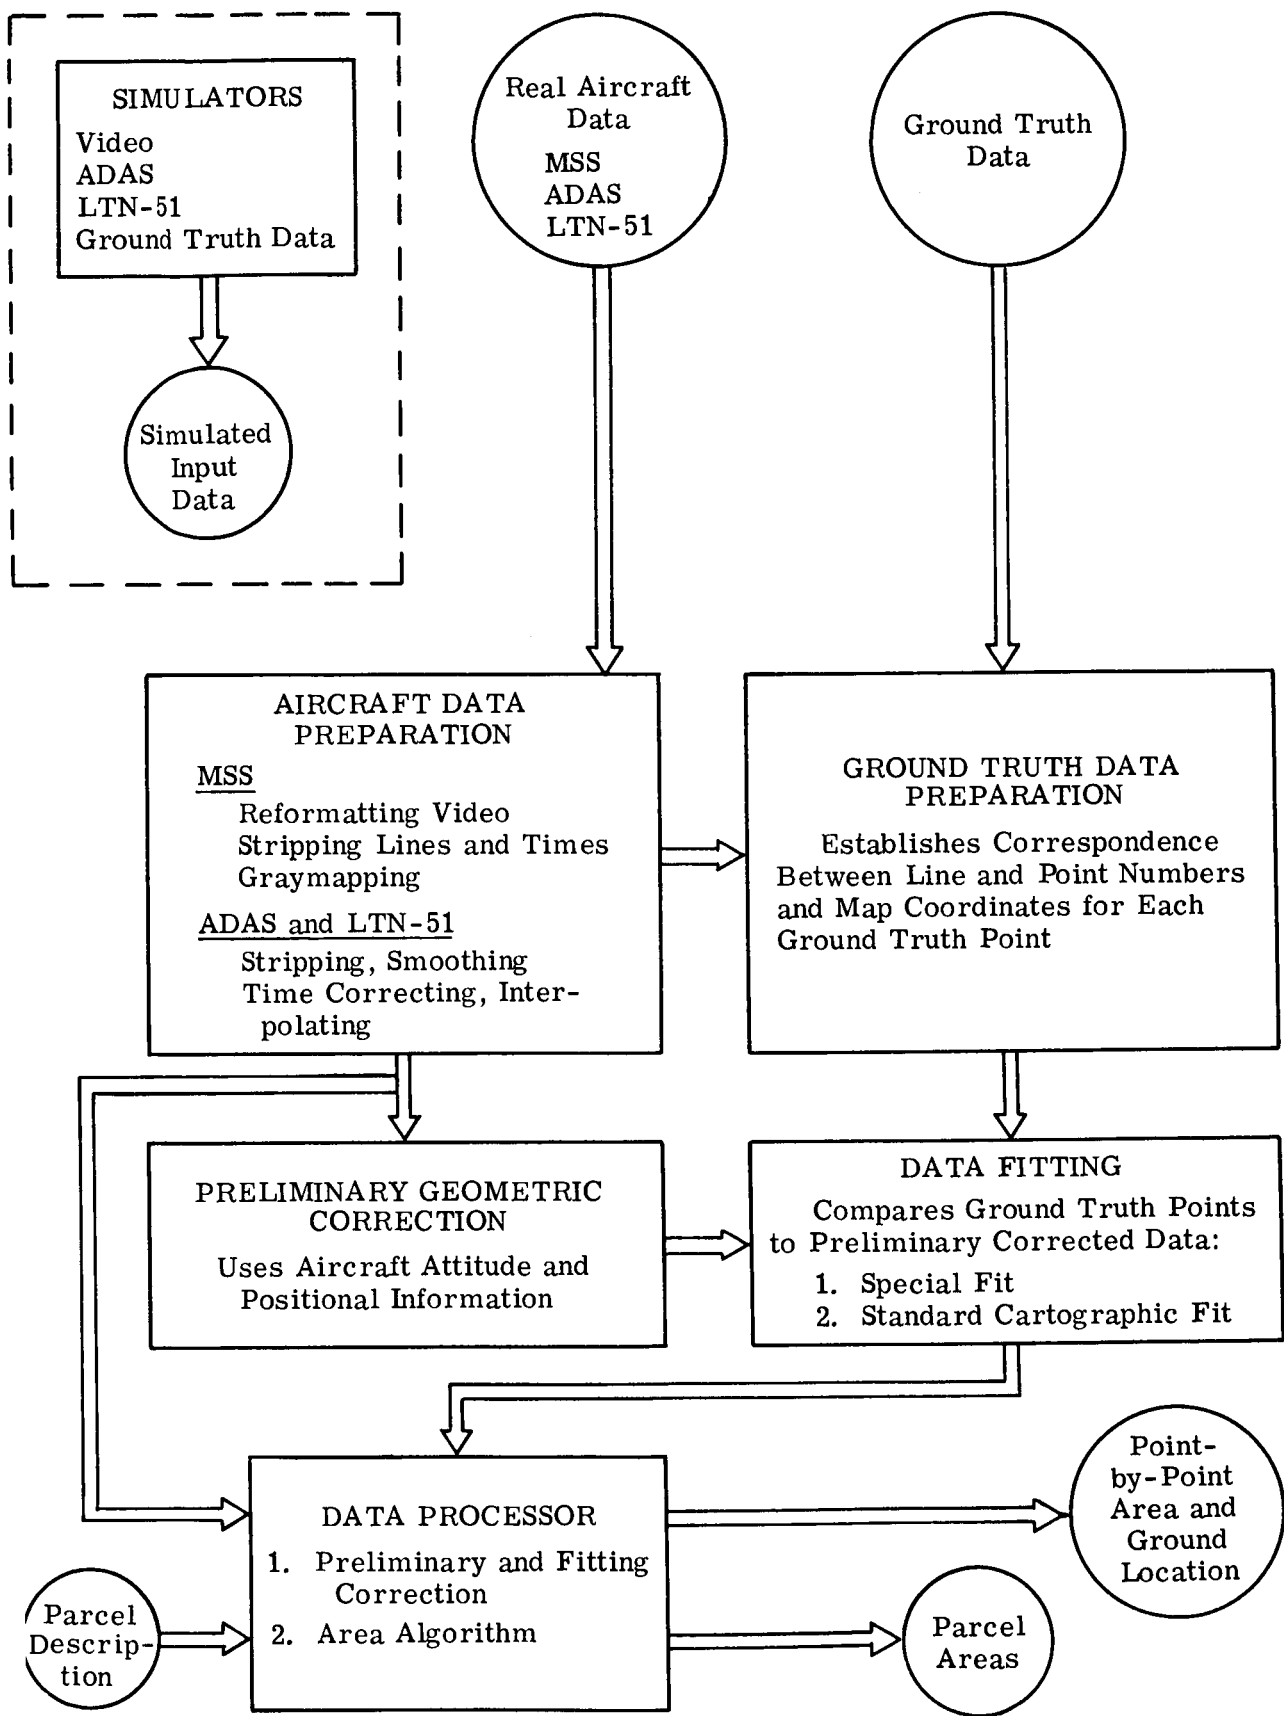 SIMULATORS
Video
ADAS
LTN-51
Ground Truth Data
Simulated
Input
Data
Real Aircraft
Data
MSS
ADAS
LTN-51
Ground Truth
Data
AIRCRAFT DATA
PREPARATION
MSS
Reformatting Video
Stripping Lines and Times
Graymapping
ADAS and LTN-51
Stripping, Smoothing
Time Correcting, Inter-
polating
GROUND TRUTH DATA
PREPARATION
Establishes Correspondence
Between Line and Point Numbers
and Map Coordinates for Each
Ground Truth Point
PRELIMINARY GEOMETRIC
CORRECTION
Uses Aircraft Attitude and
Positional Information
DATA FITTING
Compares Ground Truth Points
to Preliminary Corrected Data:
1. Special Fit
2. Standard Cartographic Fit
DATA PROCESSOR
1. Preliminary and Fitting
Correction
2. Area Algorithm
Parcel
Descrip-
tion
Point-
by-Point
Area and
Ground
Location
Parcel
Areas